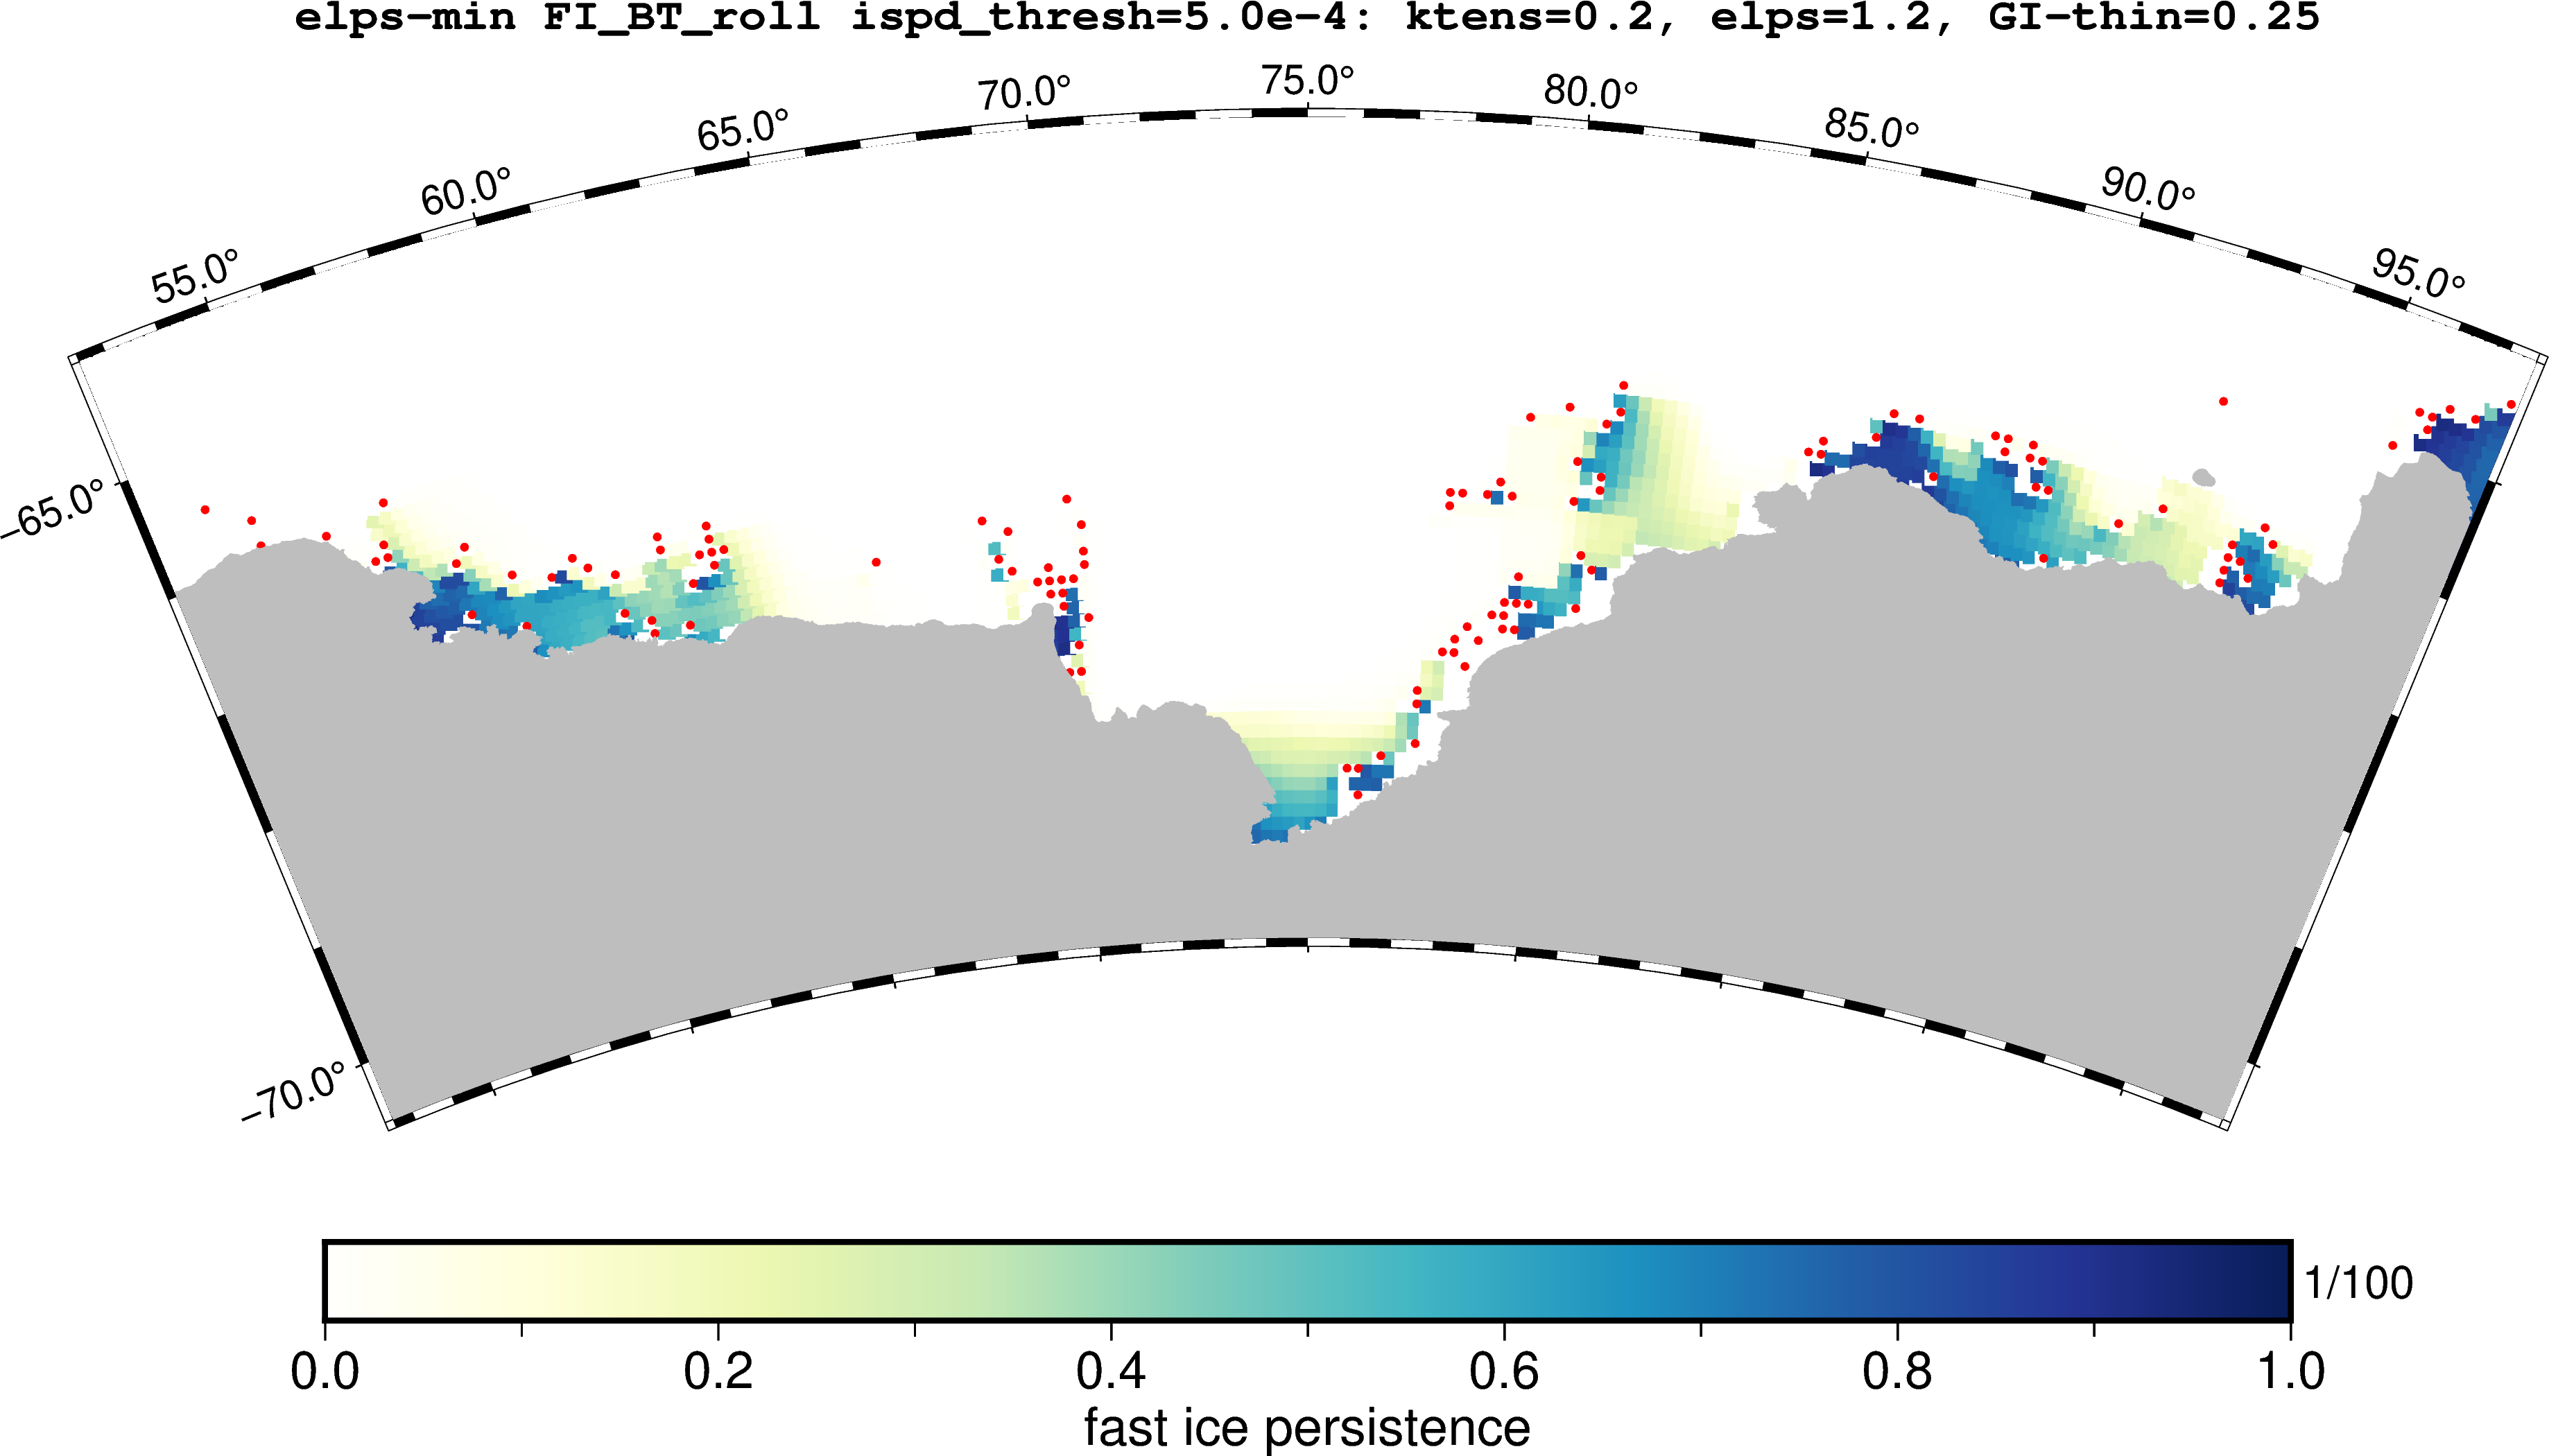 elps-min FI_BT_roll ispd_thresh=5.0e-4: ktens=0.2, elps=1.2, GI-thin=0.25
55.0° 60.0° 65.0° 70.0° 75.0° 80.0° 85.0° 90.0° 95.0°
-65.0°
-70.0°
1/100
0.0 0.2 0.4 0.6 0.8 1.0
fast ice persistence